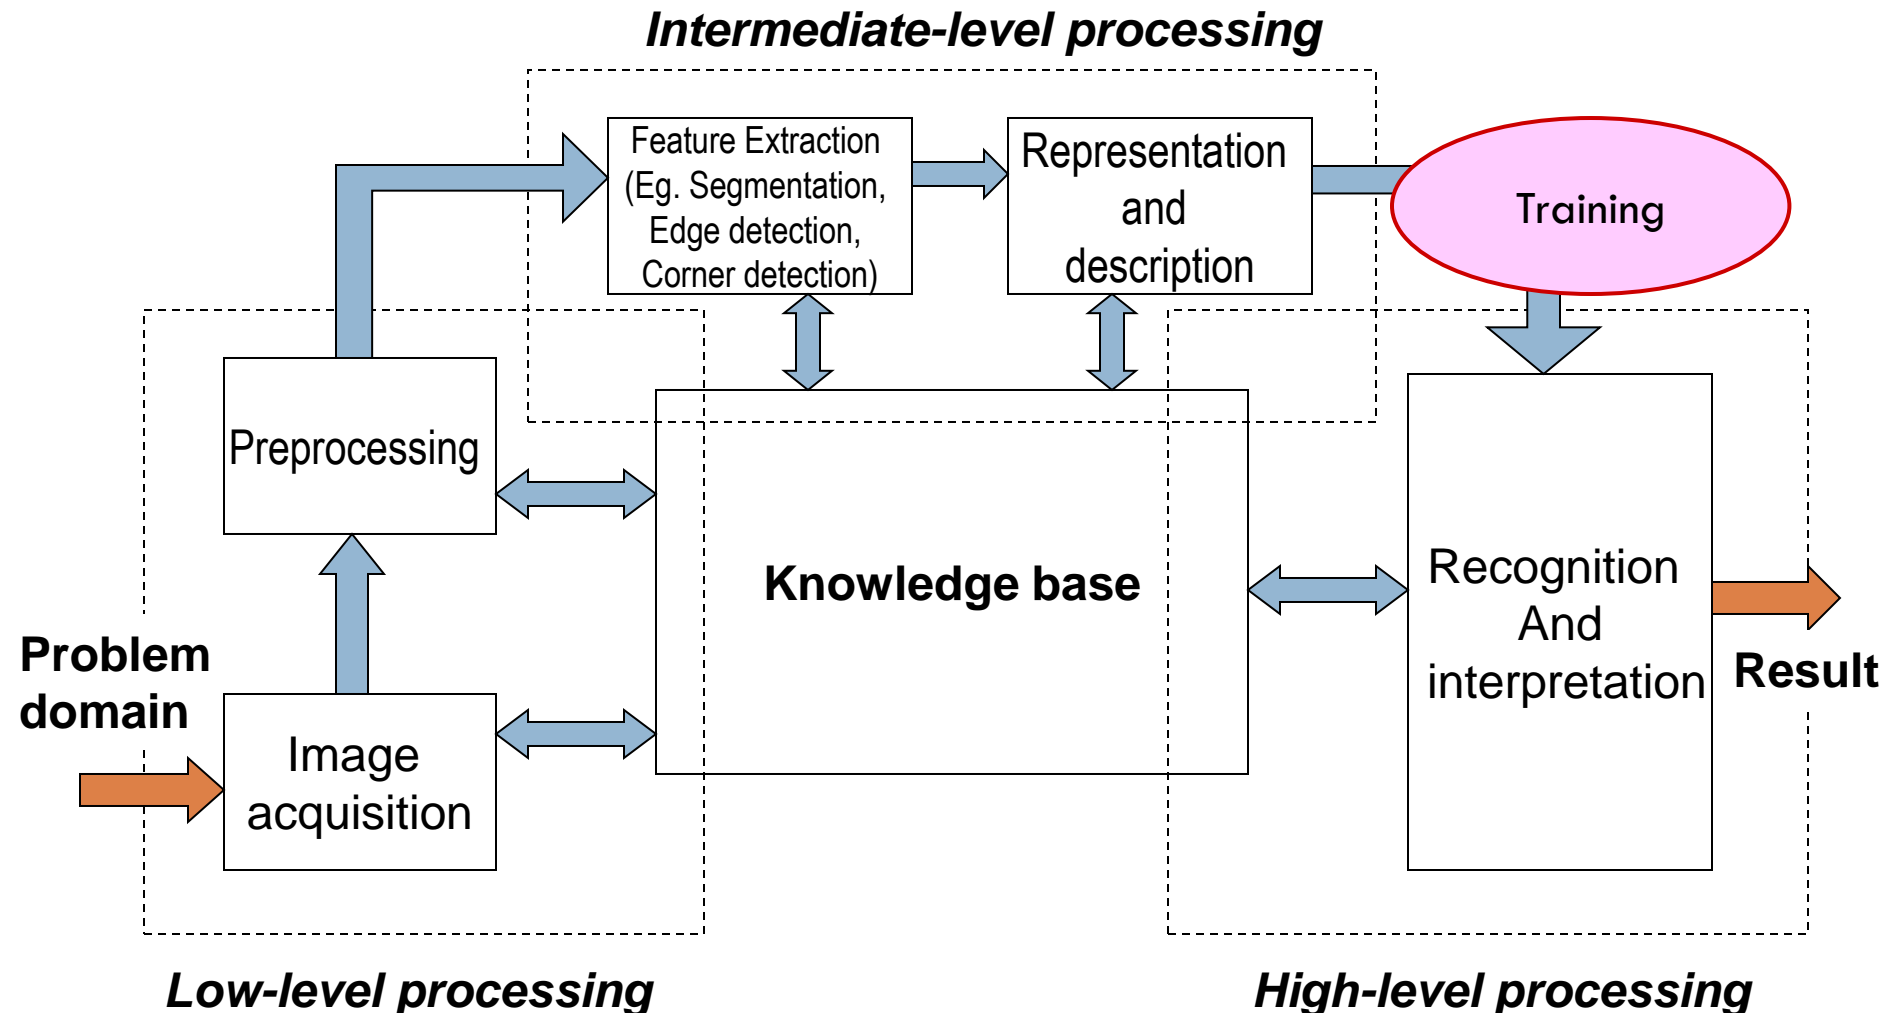 Intermediate-level processing
Feature Extraction
(Eg. Segmentation,
Edge detection,
Corner detection)
Representation
and
description
Training
Preprocessing
Knowledge base
Recognition
And
interpretation
Problem
domain
Result
Image
acquisition
Low-level processing
High-level processing